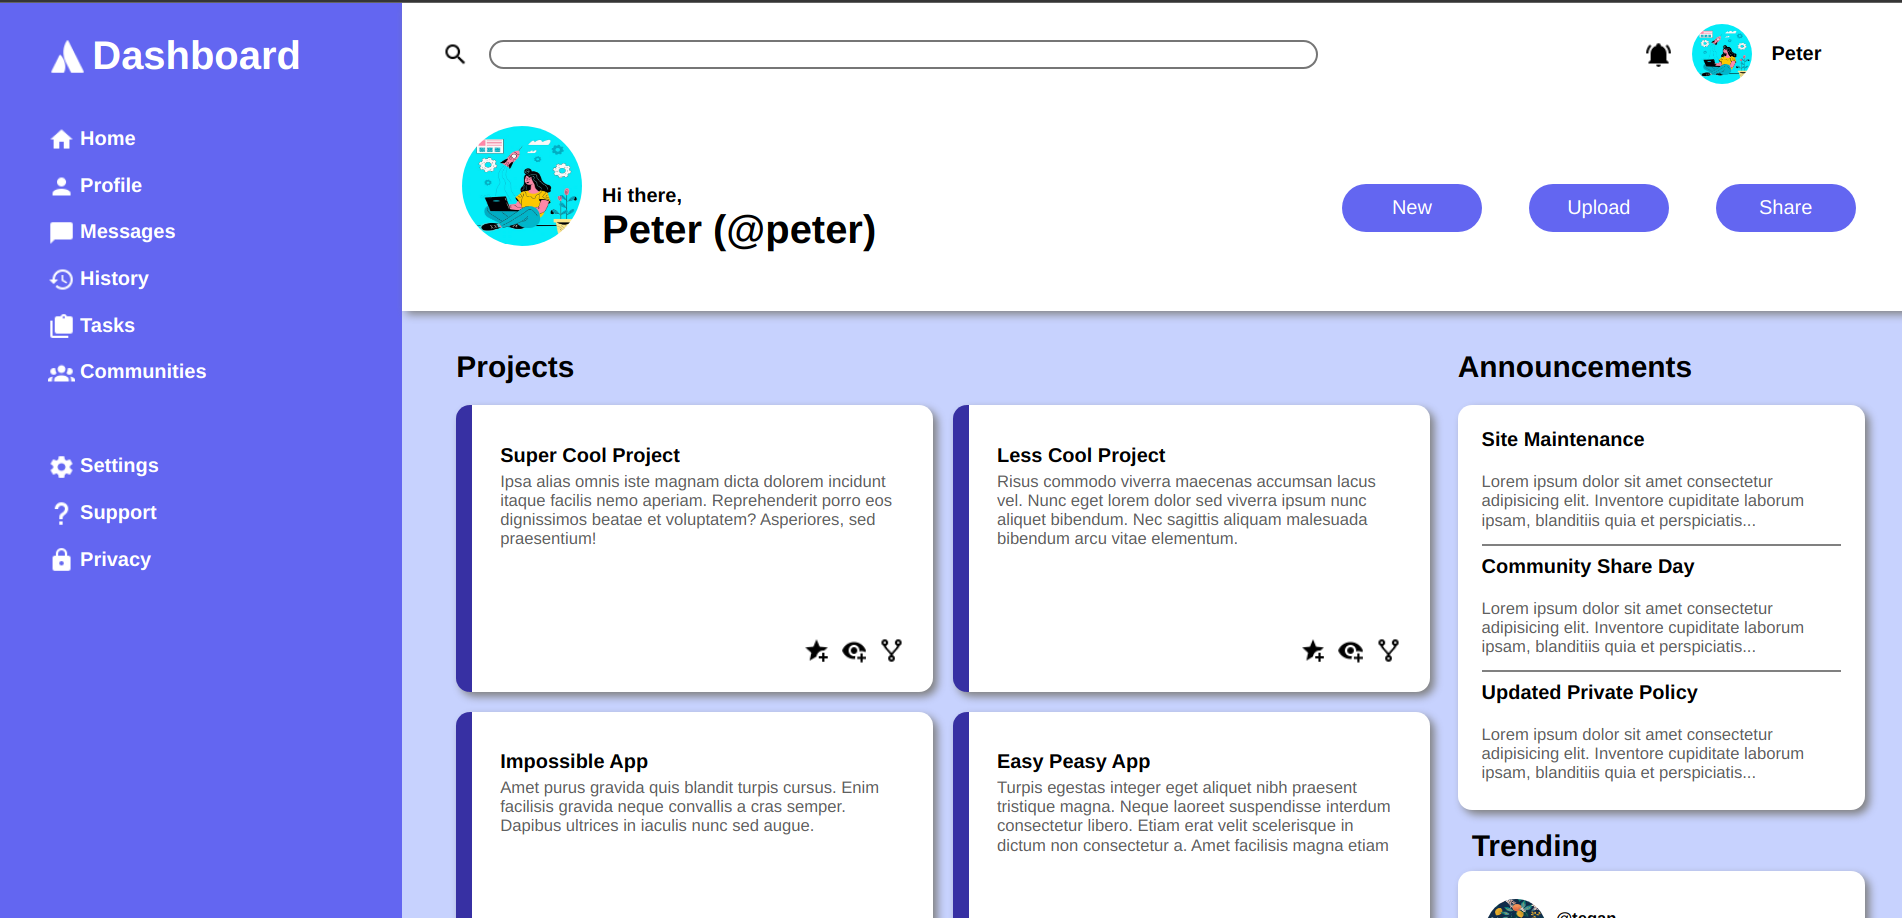 Dashboard
Home
Profile
Messages
History
Tasks
Communities
Settings
Support
Privacy
Peter
Hi there,
Peter (@peter)
New
Upload
Share
Projects
Super Cool Project
Ipsa alias omnis iste magnam dicta dolorem incidunt
itaque facilis nemo aperiam. Reprehenderit porro eos
dignissimos beatae et voluptatem? Asperiores, sed
praesentium!
Less Cool Project
Risus commodo viverra maecenas accumsan lacus
vel. Nunc eget lorem dolor sed viverra ipsum nunc
aliquet bibendum. Nec sagittis aliquam malesuada
bibendum arcu vitae elementum.
Impossible App
Amet purus gravida quis blandit turpis cursus. Enim
facilisis gravida neque convallis a cras semper.
Dapibus ultrices in iaculis nunc sed augue.
Easy Peasy App
Turpis egestas integer eget aliquet nibh praesent
tristique magna. Neque laoreet suspendisse interdum
consectetur libero. Etiam erat velit scelerisque in
dictum non consectetur a. Amet facilisis magna etiam
Announcements
Site Maintenance
Lorem ipsum dolor sit amet consectetur
adipisicing elit. Inventore cupiditate laborum
ipsam, blanditiis quia et perspiciatis...
Community Share Day
Lorem ipsum dolor sit amet consectetur
adipisicing elit. Inventore cupiditate laborum
ipsam, blanditiis quia et perspiciatis...
Updated Private Policy
Lorem ipsum dolor sit amet consectetur
adipisicing elit. Inventore cupiditate laborum
ipsam, blanditiis quia et perspiciatis...
Trending
@tegan